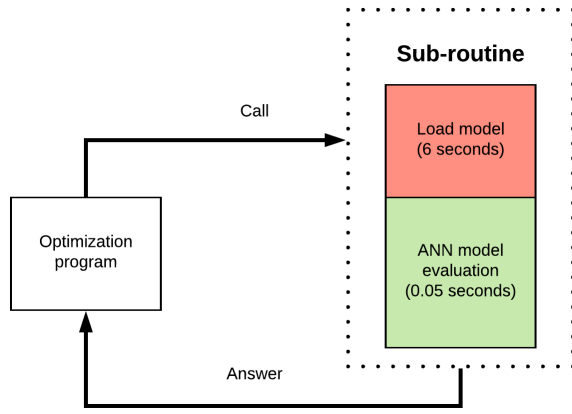 Sub-routine
Call
Load model
(6 seconds)
Optimization
program
ANN model
evaluation
(0.05 seconds)
Answer